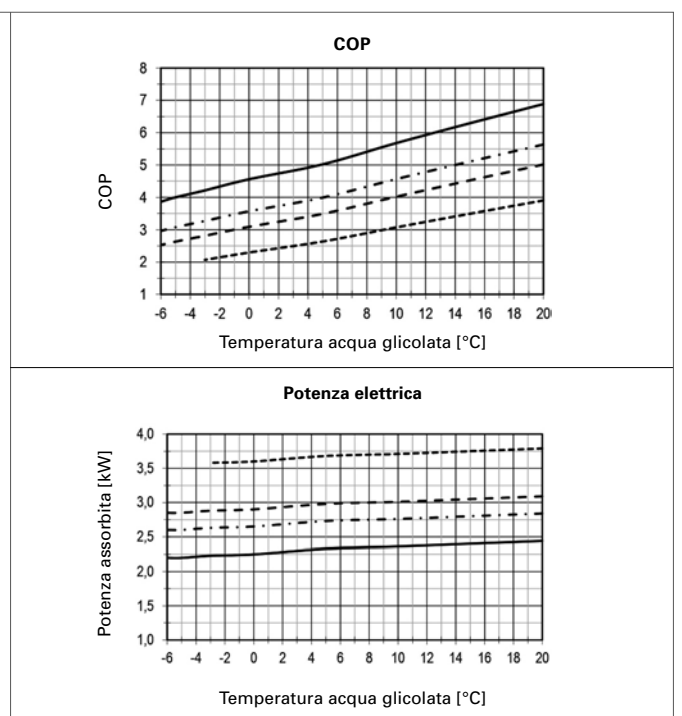 COP
8
7
6
5
4
3
2
1
COP
-6 -4 -2 0 2 4 6 8 10 12 14 16 18 20
Temperatura acqua glicolata [°C]
Potenza elettrica
4,0
3,5
3,0
2,5
2,0
1,5
1,0
Potenza assorbita [kW]
-6 -4 -2 0 2 4 6 8 10 12 14 16 18 20
Temperatura acqua glicolata [°C]